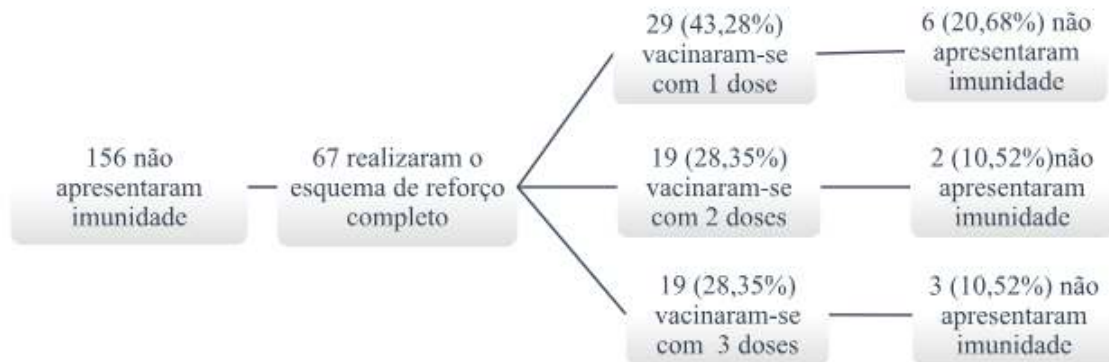 156 não
apresentaram
imunidade
67 realizaram o
esquema de reforço
completo
29 (43,28%)
vacinaram-se
com 1 dose
6 (20,68%) não
apresentaram
imunidade
19 (28,35%)
vacinaram-se
com 2 doses
2 (10,52%)não
apresentaram
imunidade
19 (28,35%)
vacinaram-se
com  3 doses
3 (10,52%) não
apresentaram
imunidade